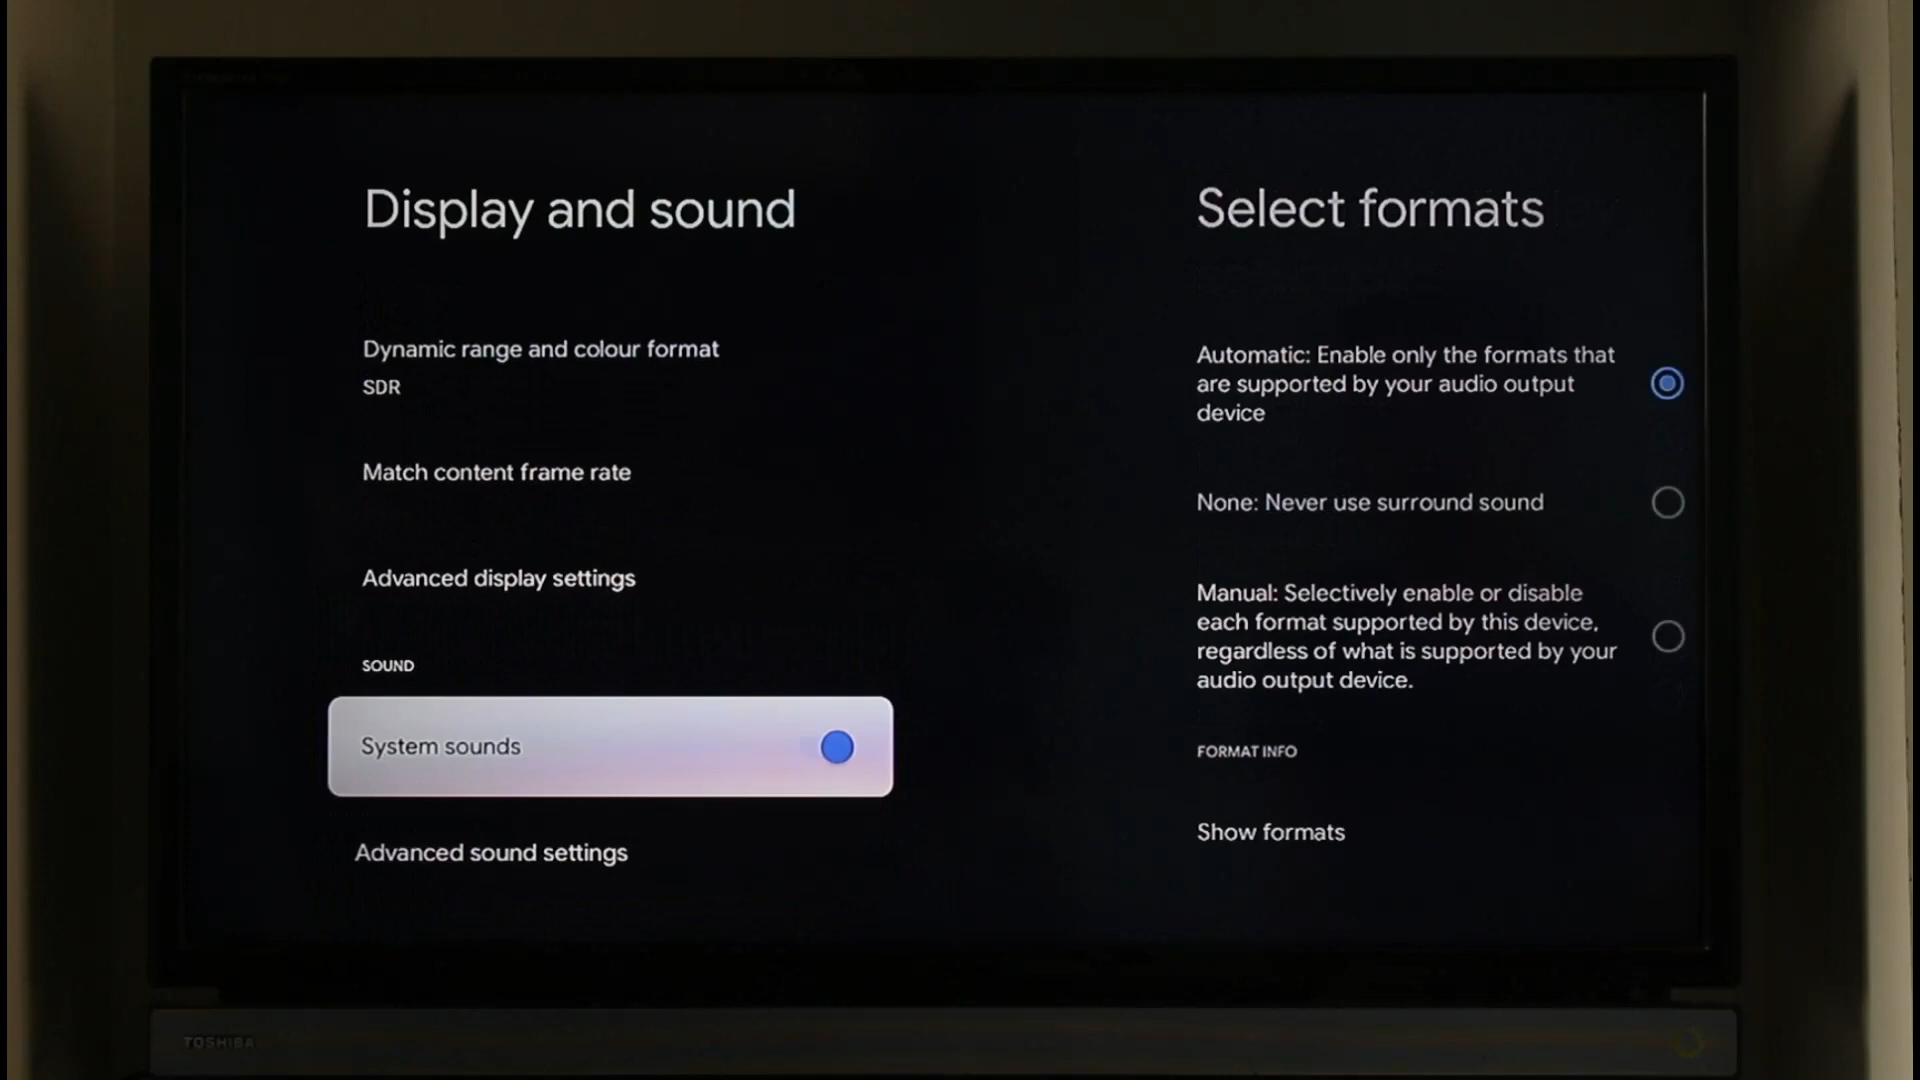 Display and sound
Dynamic range and colour format
SDR
Match content frame rate
Advanced display settings
SOUND
System sounds
Advanced sound settings
Select formats
Automatic: Enable only the formats that
are supported by your audio output
device
None: Never use surround sound
Manual: Selectively enable or disable
each format supported by this device,
regardless of what is supported by your
audio output device.
FORMAT INFO
Show formats
TOSHIBA